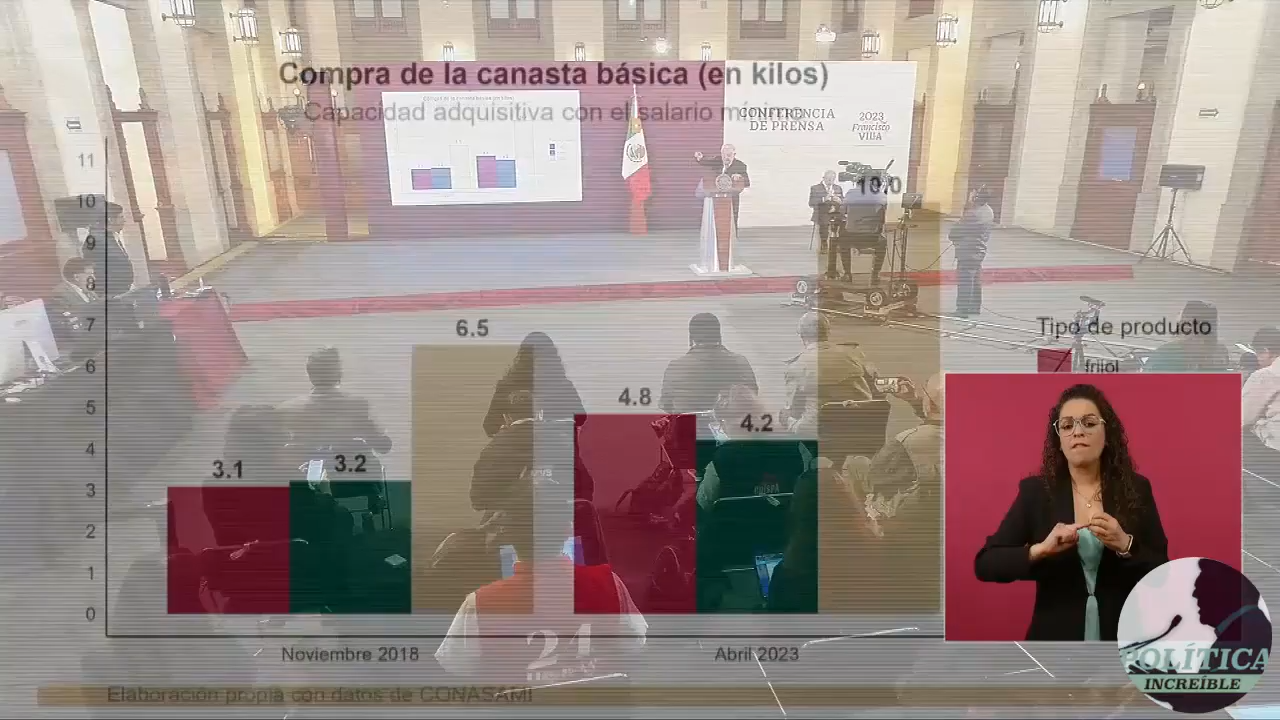 Compra de la canasta básica (en kilos)
Capacidad adquisitiva con el salario mínimo
CONFERENCIA
DE PRENSA
2023
Francisco
VILLA
11
10
9
8
7
6
5
4
3
2
1
0
3.1
3.2
6.5
4.8
4.2
10.0
Tipo de producto
frijol
Noviembre 2018
Abril 2023
Elaboración propia con datos de CONASAMI
24
POLÍTICA
INCREÍBLE